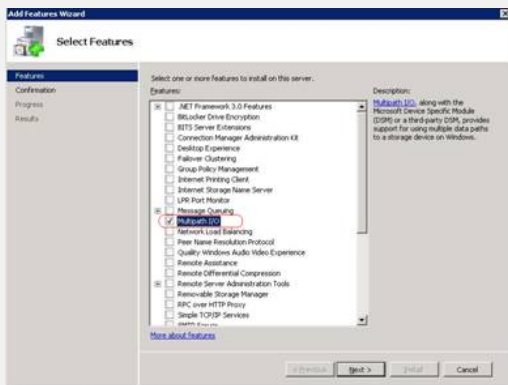 Add Features Wizard
Select Features
Features
Confirmation
Progress
Results
Select one or more features to install on this server.
Features:
.NET Framework 3.0 Features
BitLocker Drive Encryption
BITS Server Extensions
Connection Manager Administration Kit
Desktop Experience
Failover Clustering
Group Policy Management
Internet Printing Client
Internet Storage Name Server
LPR Port Monitor
Message Queuing
Multipath I/O
Network Load Balancing
Peer Name Resolution Protocol
Quality Windows Audio Video Experience
Remote Assistance
Remote Differential Compression
Remote Server Administration Tools
Removable Storage Manager
RPC over HTTP Proxy
Simple TCP/IP Services
SMTP Server
More about features
Description:
Multipath I/O, along with the
Microsoft Device Specific Module
(DSM) or a third-party DSM, provides
support for using multiple data paths
to a storage device on Windows.
< Previous
Next >
Install
Cancel